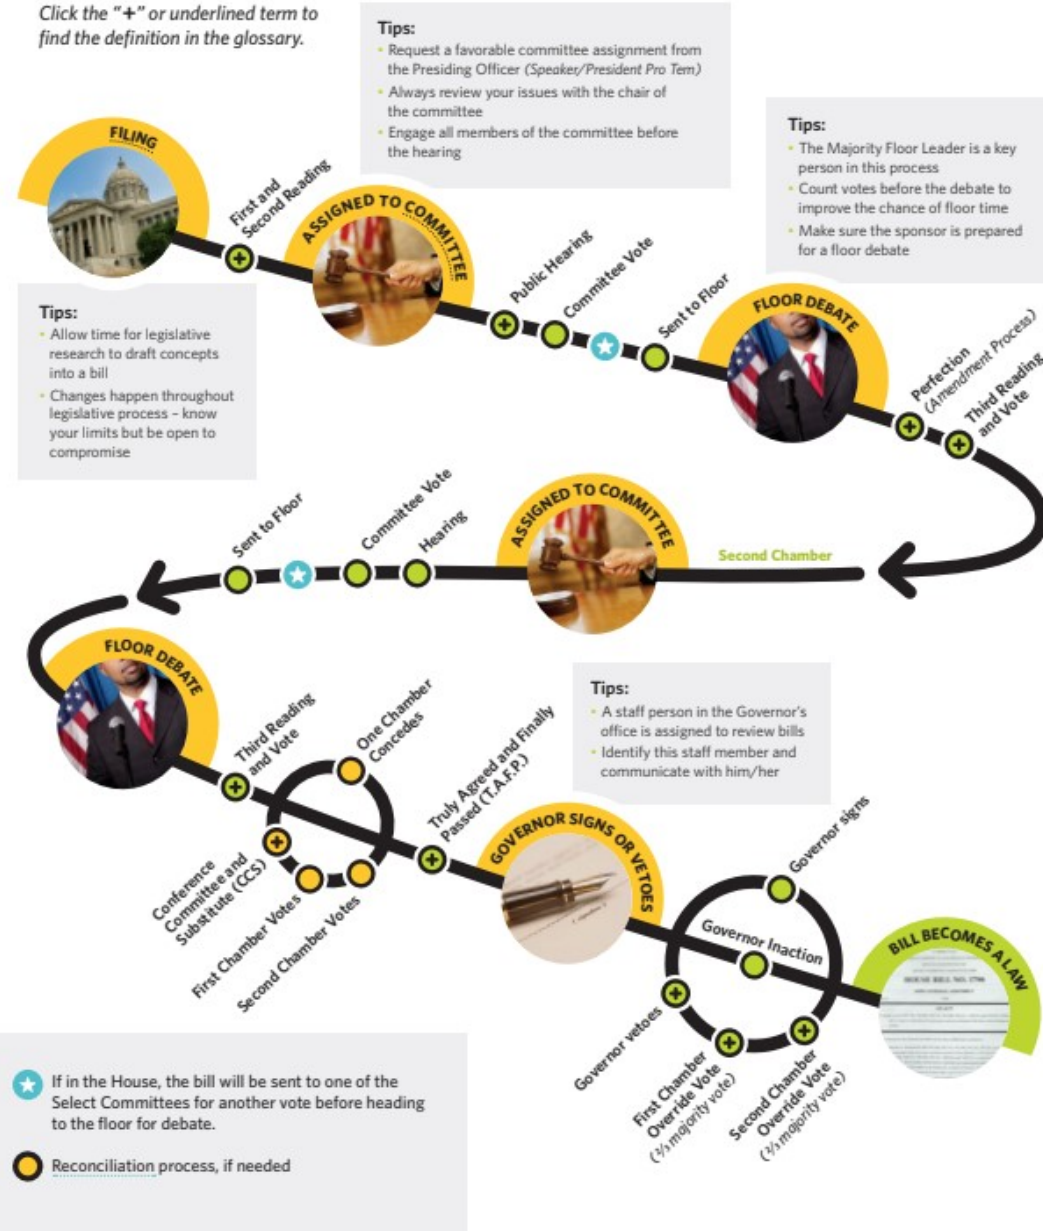 Click the “+” or underlined term to
find the definition in the glossary.
Tips:
• Request a favorable committee assignment from
the Presiding Officer (Speaker/President Pro Tem)
• Always review your issues with the chair of
the committee
• Engage all members of the committee before
the hearing
Tips:
• The Majority Floor Leader is a key
person in this process
• Count votes before the debate to
improve the chance of floor time
• Make sure the sponsor is prepared
for a floor debate
FILING
First and
Second Reading
ASSIGNED TO COMMITTEE
Public Hearing
Committee Vote
Sent to Floor
FLOOR DEBATE
Perfection
(Amendment Process)
Third Reading
and Vote
Tips:
• Allow time for legislative
research to draft concepts
into a bill
• Changes happen throughout
legislative process – know
your limits but be open to
compromise
Second Chamber
ASSIGNED TO COMMITTEE
Hearing
Committee Vote
Sent to Floor
FLOOR DEBATE
Third Reading
and Vote
One Chamber
Concedes
Conference
Committee and
Substitute (CCS)
First Chamber Votes
Second Chamber Votes
Truly Agreed and Finally
Passed (T.A.F.P.)
Tips:
• A staff person in the Governor's
office is assigned to review bills
• Identify this staff member and
communicate with him/her
GOVERNOR SIGNS OR VETOES
Governor signs
Governor Inaction
Governor vetoes
First Chamber
Override Vote
(⅔ majority vote)
Second Chamber
Override Vote
(⅔ majority vote)
BILL BECOMES A LAW
If in the House, the bill will be sent to one of the
Select Committees for another vote before heading
to the floor for debate.
Reconciliation process, if needed